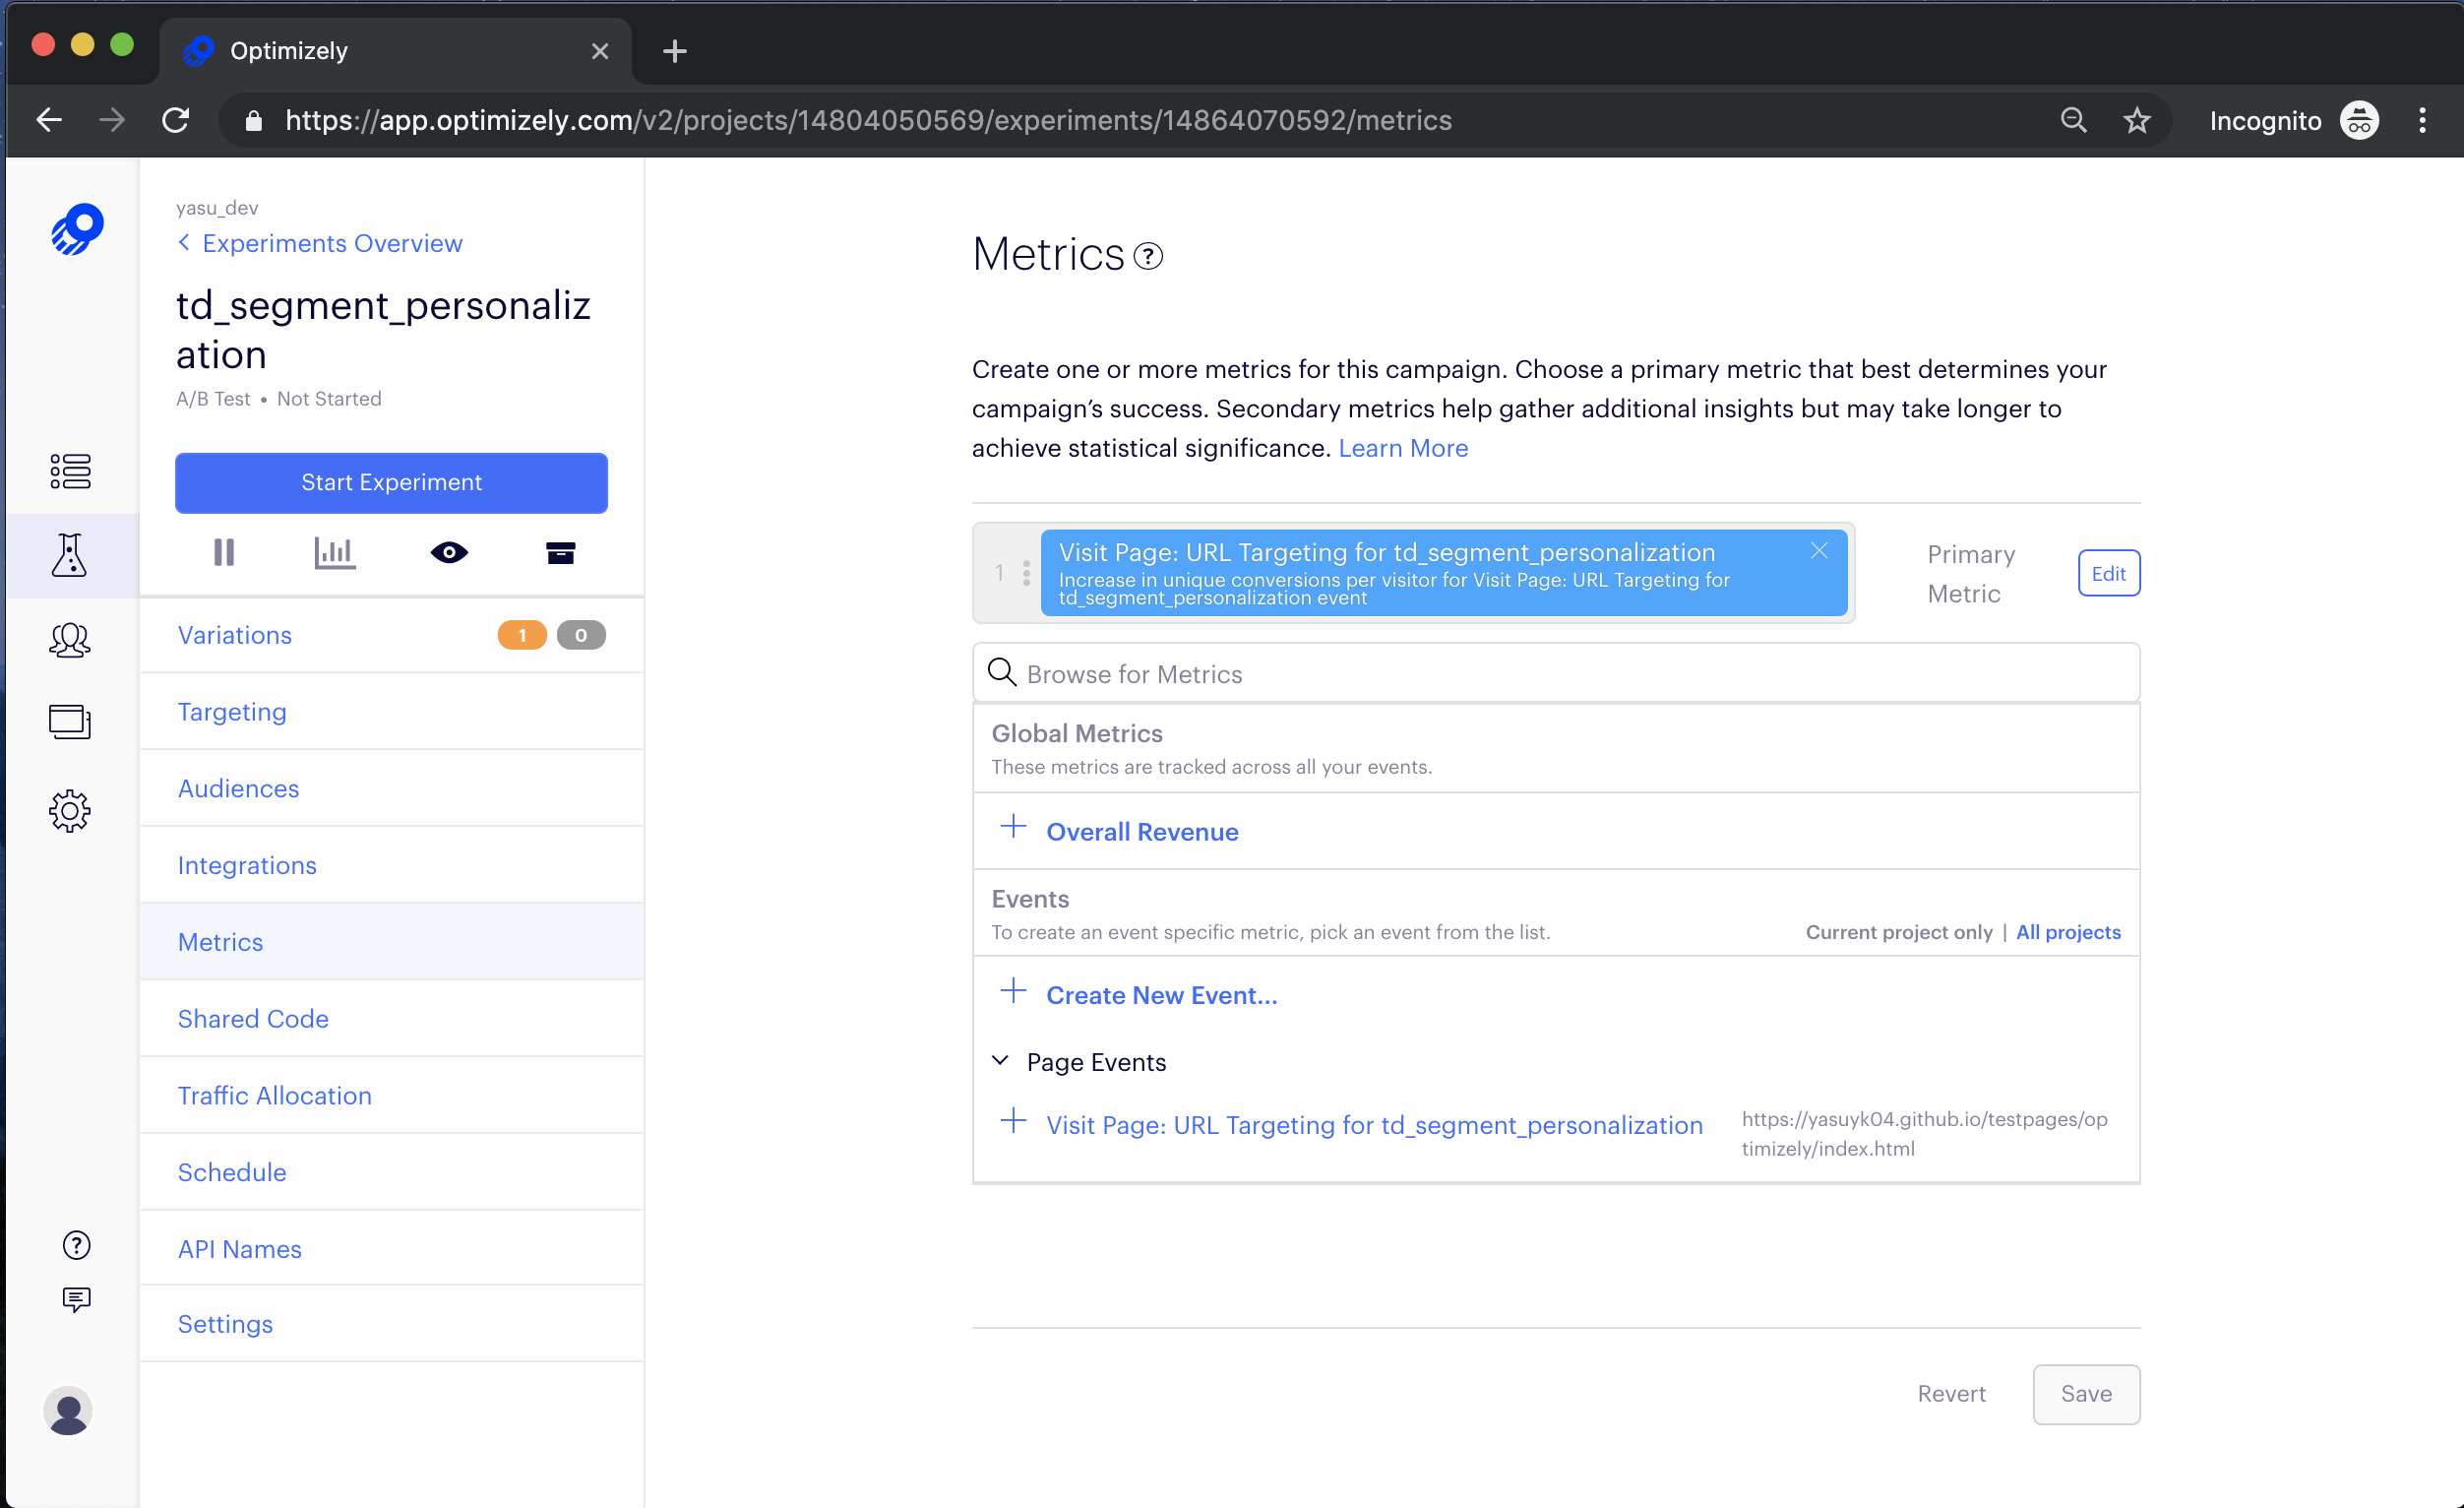 Optimizely
https://app.optimizely.com/v2/projects/14804050569/experiments/14864070592/metrics
Incognito
yasu_dev
Experiments Overview
td_segment_personaliz
ation
A/B Test • Not Started
Start Experiment
Variations 1 0
Targeting
Audiences
Integrations
Metrics
Shared Code
Traffic Allocation
Schedule
API Names
Settings
Metrics ?
Create one or more metrics for this campaign. Choose a primary metric that best determines your
campaign’s success. Secondary metrics help gather additional insights but may take longer to
achieve statistical significance. Learn More
1
Visit Page: URL Targeting for td_segment_personalization
Increase in unique conversions per visitor for Visit Page: URL Targeting for
td_segment_personalization event
Primary
Metric
Edit
Browse for Metrics
Global Metrics
These metrics are tracked across all your events.
Overall Revenue
Events
To create an event specific metric, pick an event from the list.
Current project only | All projects
Create New Event...
Page Events
Visit Page: URL Targeting for td_segment_personalization
https://yasuyk04.github.io/testpages/op
timizely/index.html
Revert
Save